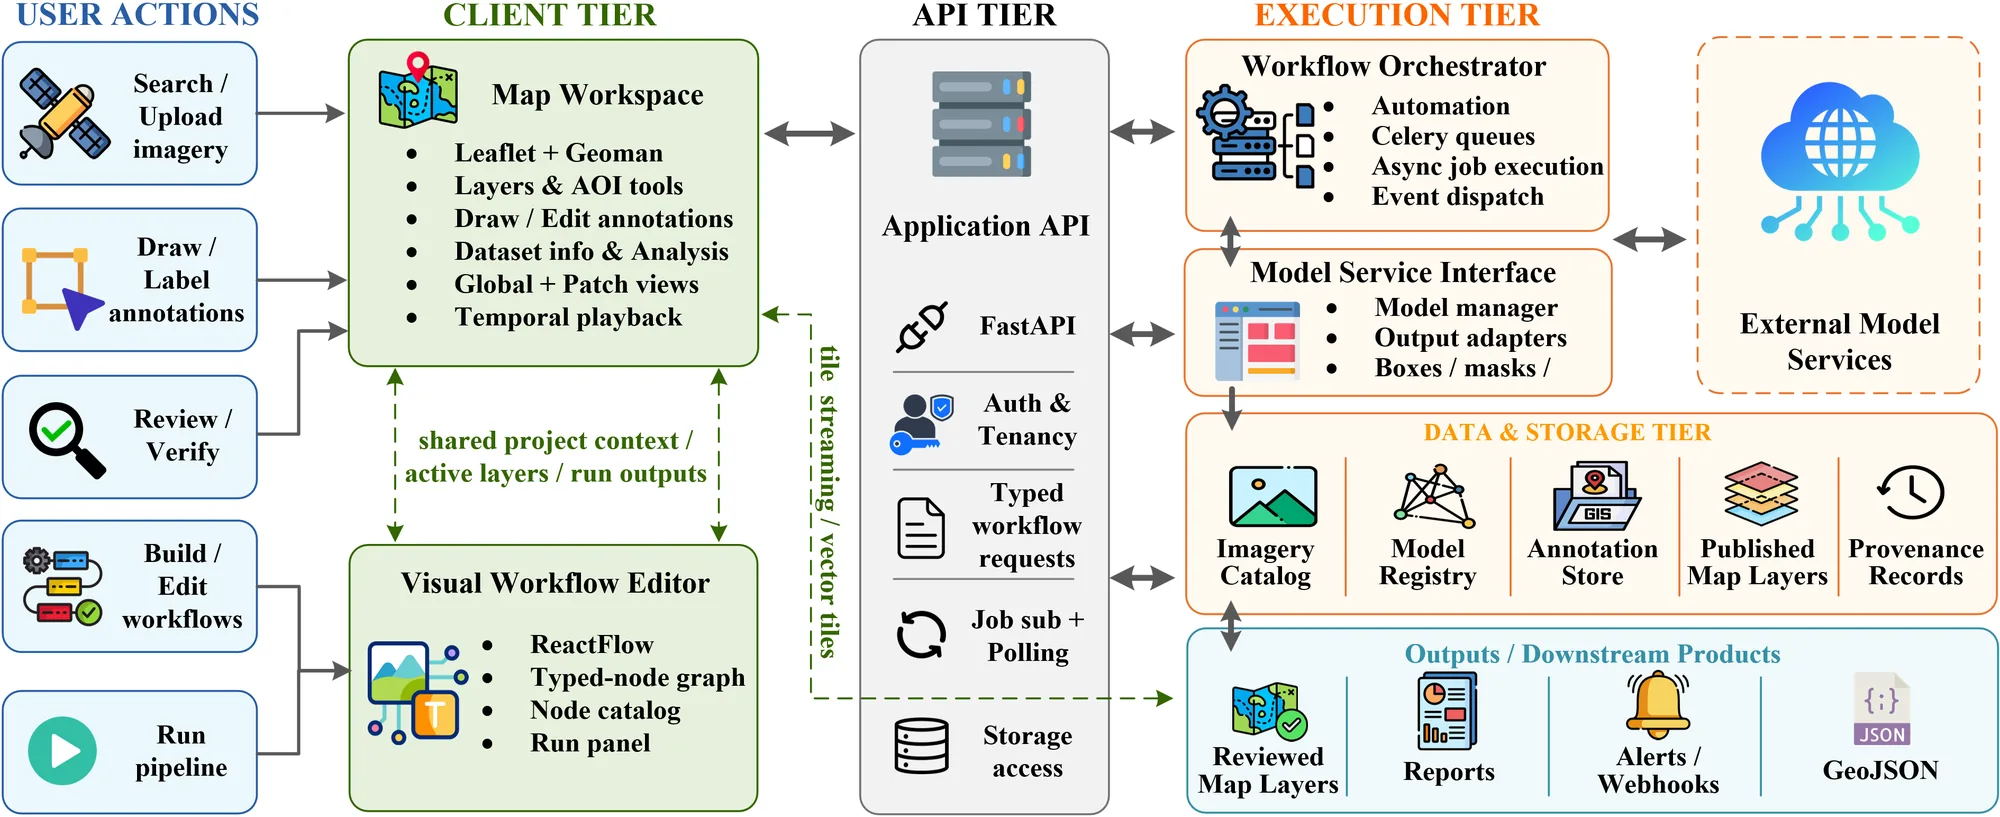 USER ACTIONS
Search /
Upload
imagery
Draw /
Label
annotations
Review /
Verify
Build /
Edit
workflows
Run
pipeline
CLIENT TIER
Map Workspace
• Leaflet + Geoman
• Layers & AOI tools
• Draw / Edit annotations
• Dataset info & Analysis
• Global + Patch views
• Temporal playback
shared project context /
active layers / run outputs
Visual Workflow Editor
T
• ReactFlow
• Typed-node graph
• Node catalog
• Run panel
tile streaming / vector tiles
API TIER
Application API
FastAPI
Auth &
Tenancy
Typed
workflow
requests
Job sub +
Polling
Storage
access
EXECUTION TIER
Workflow Orchestrator
• Automation
• Celery queues
• Async job execution
• Event dispatch
Model Service Interface
• Model manager
• Output adapters
• Boxes / masks /
External Model
Services
DATA & STORAGE TIER
Imagery
Catalog
Model
Registry
GIS
Annotation
Store
Published
Map Layers
Provenance
Records
Outputs / Downstream Products
Reviewed
Map Layers
Reports
Alerts /
Webhooks
{;}
JSON
GeoJSON